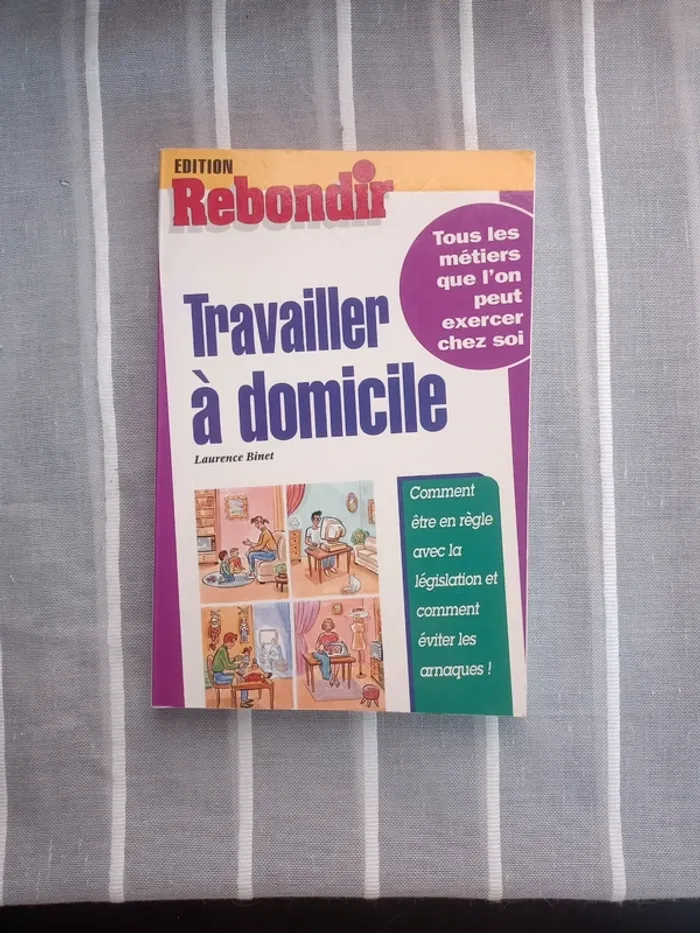 EDITION
Rebondir
Tous les
métiers
que l'on
peut
exercer
chez soi
Travailler
à domicile
Laurence Binet
Comment
être en règle
avec la
législation et
comment
éviter les
arnaques !